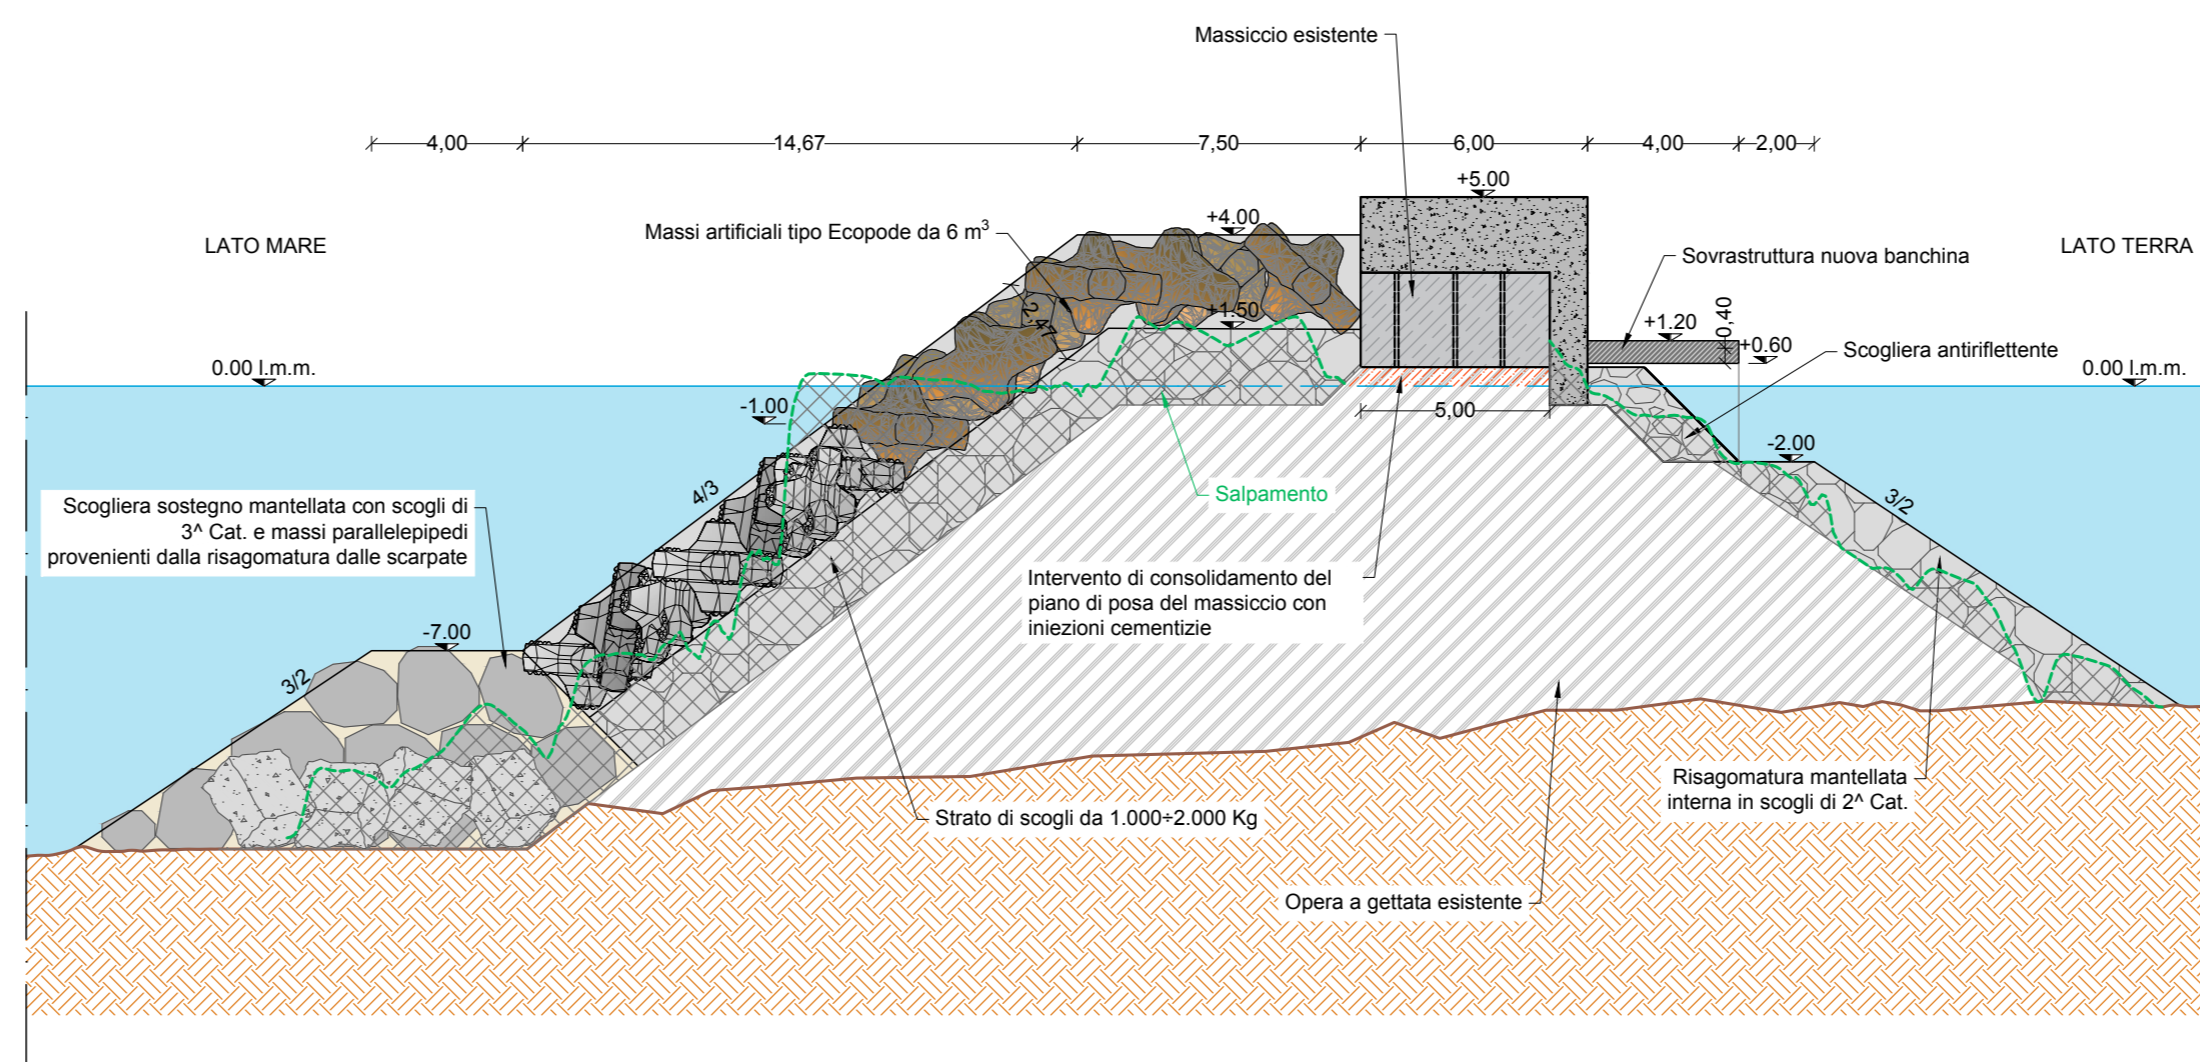 Massiccio esistente
4,00
14,67
7,50
6,00
4,00
2,00
+5.00
LATO MARE
Massi artificiali tipo Ecopode da 6 m³
+4.00
LATO TERRA
Sovrastruttura nuova banchina
2,47
+1.50
+1.20
0,40
+0.60
Scogliera antiriflettente
0.00 l.m.m.
0.00 l.m.m.
-1.00
5,00
-2.00
4/3
Salpamento
3/2
Scogliera sostegno mantellata con scogli di
3^ Cat. e massi parallelepipedi
provenienti dalla risagomatura dalle scarpate
Intervento di consolidamento del
piano di posa del massiccio con
iniezioni cementizie
-7.00
3/2
Risagomatura mantellata
interna in scogli di 2^ Cat.
Strato di scogli da 1.000÷2.000 Kg
Opera a gettata esistente